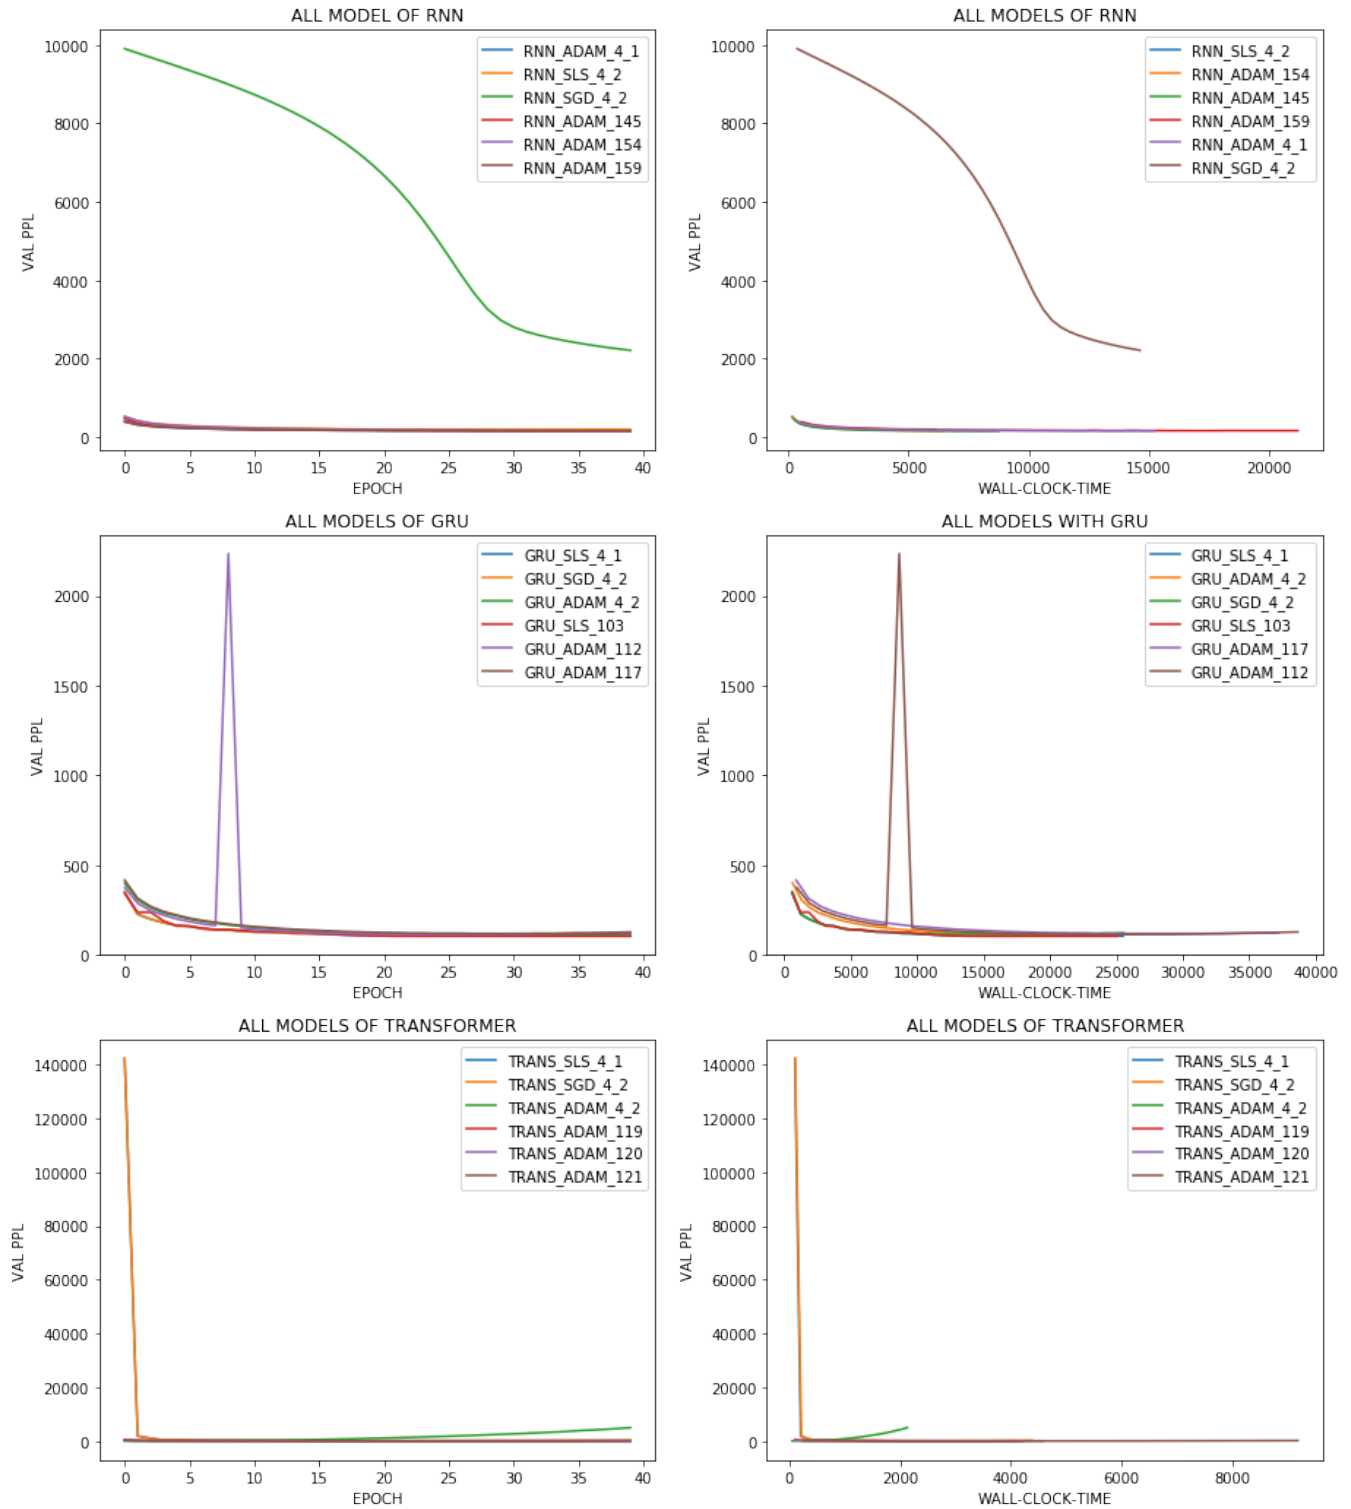 ALL MODEL OF RNN
10000
8000
6000
4000
2000
0
VAL PPL
RNN_ADAM_4_1
RNN_SLS_4_2
RNN_SGD_4_2
RNN_ADAM_145
RNN_ADAM_154
RNN_ADAM_159
0 5 10 15 20 25 30 35 40
EPOCH
ALL MODELS OF RNN
10000
8000
6000
4000
2000
0
VAL PPL
RNN_SLS_4_2
RNN_ADAM_154
RNN_ADAM_145
RNN_ADAM_159
RNN_ADAM_4_1
RNN_SGD_4_2
0 5000 10000 15000 20000
WALL-CLOCK-TIME
ALL MODELS OF GRU
2000
1500
1000
500
0
VAL PPL
GRU_SLS_4_1
GRU_SGD_4_2
GRU_ADAM_4_2
GRU_SLS_103
GRU_ADAM_112
GRU_ADAM_117
0 5 10 15 20 25 30 35 40
EPOCH
ALL MODELS WITH GRU
2000
1500
1000
500
0
VAL PPL
GRU_SLS_4_1
GRU_ADAM_4_2
GRU_SGD_4_2
GRU_SLS_103
GRU_ADAM_117
GRU_ADAM_112
0 5000 10000 15000 20000 25000 30000 35000 40000
WALL-CLOCK-TIME
ALL MODELS OF TRANSFORMER
140000
120000
100000
80000
60000
40000
20000
0
VAL PPL
TRANS_SLS_4_1
TRANS_SGD_4_2
TRANS_ADAM_4_2
TRANS_ADAM_119
TRANS_ADAM_120
TRANS_ADAM_121
0 5 10 15 20 25 30 35 40
EPOCH
ALL MODELS OF TRANSFORMER
140000
120000
100000
80000
60000
40000
20000
0
VAL PPL
TRANS_SLS_4_1
TRANS_SGD_4_2
TRANS_ADAM_4_2
TRANS_ADAM_119
TRANS_ADAM_120
TRANS_ADAM_121
0 2000 4000 6000 8000
WALL-CLOCK-TIME